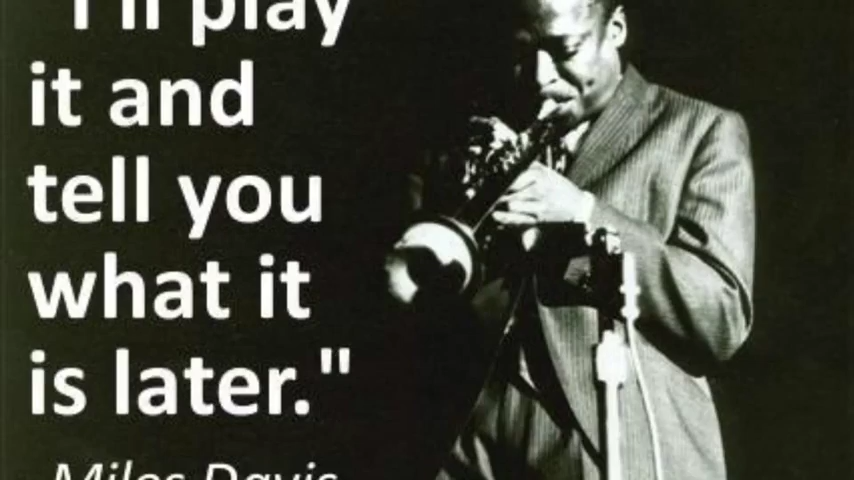 "I'll play
it and
tell you
what it
is later."
Miles Davis